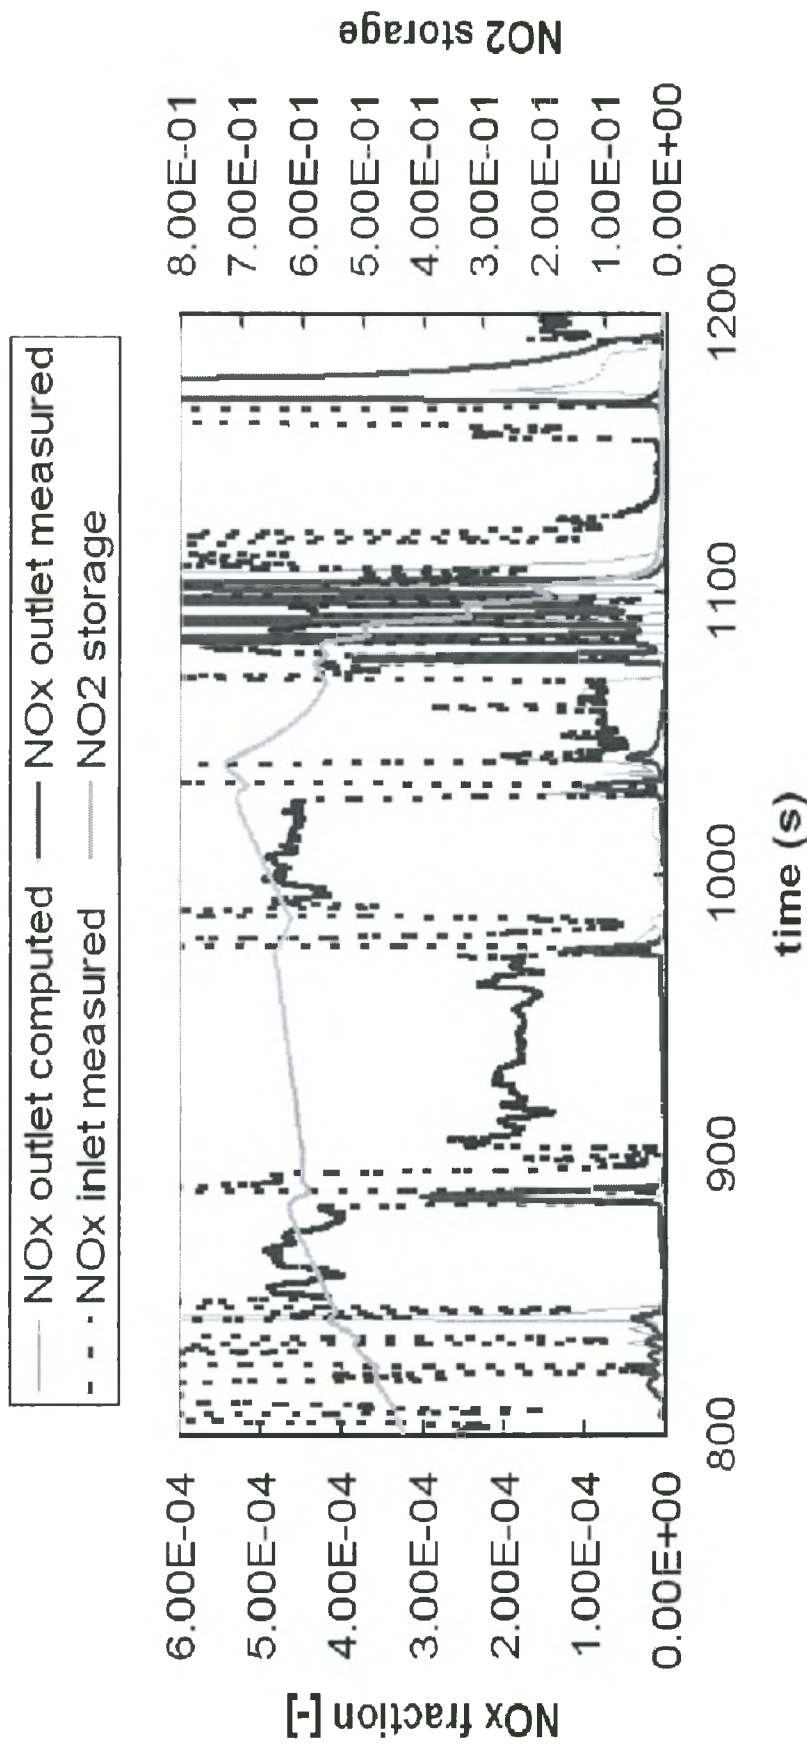 NOx outlet computed
NOx outlet measured
NOx inlet measured
NO2 storage
NOx fraction [-]
6.00E-04
5.00E-04
4.00E-04
3.00E-04
2.00E-04
1.00E-04
0.00E+00
NO2 storage
8.00E-01
7.00E-01
6.00E-01
5.00E-01
4.00E-01
3.00E-01
2.00E-01
1.00E-01
0.00E+00
800
900
1000
1100
1200
time (s)